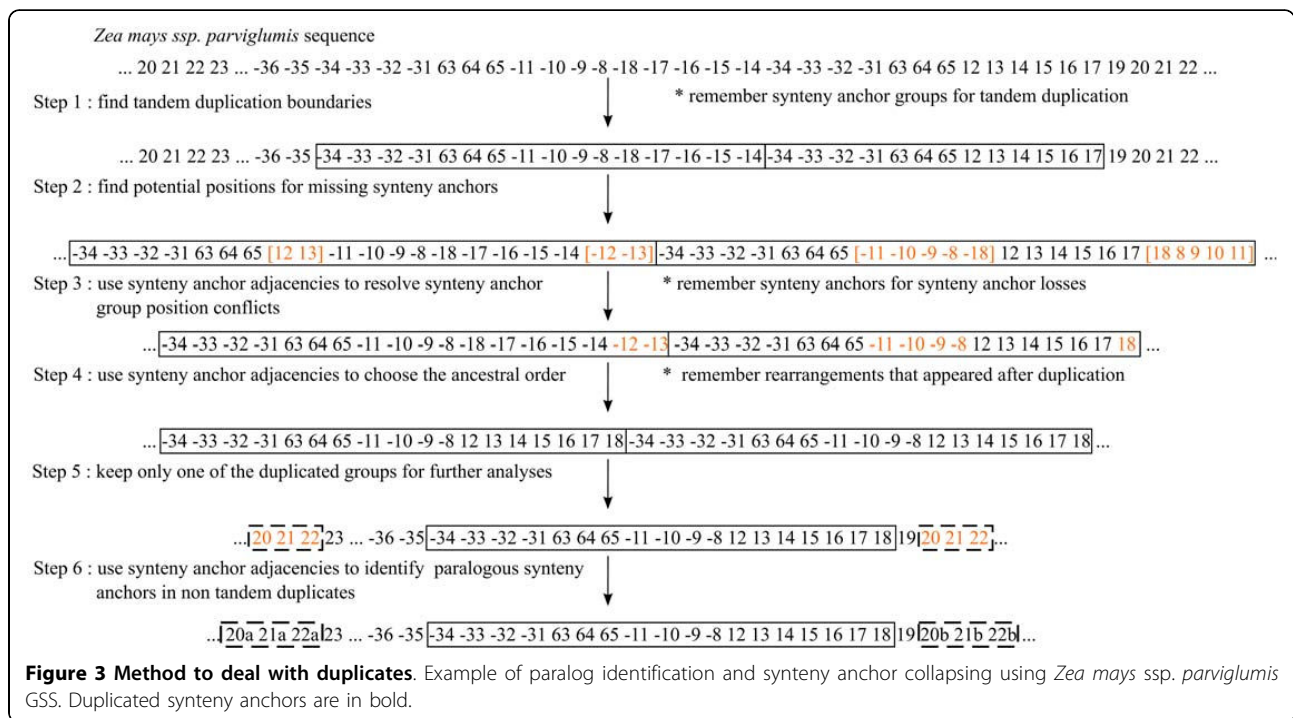 Zea mays ssp. parviglumis sequence
... 20 21 22 23 ... -36 -35 -34 -33 -32 -31 63 64 65 -11 -10 -9 -8 -18 -17 -16 -15 -14 -34 -33 -32 -31 63 64 65 12 13 14 15 16 17 19 20 21 22 ...
Step 1 : find tandem duplication boundaries
* remember synteny anchor groups for tandem duplication
... 20 21 22 23 ... -36 -35 -34 -33 -32 -31 63 64 65 -11 -10 -9 -8 -18 -17 -16 -15 -14 -34 -33 -32 -31 63 64 65 12 13 14 15 16 17 19 20 21 22 ...
Step 2 : find potential positions for missing synteny anchors
... -34 -33 -32 -31 63 64 65 [12 13] -11 -10 -9 -8 -18 -17 -16 -15 -14 [-12 -13] -34 -33 -32 -31 63 64 65 [-11 -10 -9 -8 -18] 12 13 14 15 16 17 [18 8 9 10 11] ...
Step 3 : use synteny anchor adjacencies to resolve synteny anchor
group position conflicts
* remember synteny anchors for synteny anchor losses
... -34 -33 -32 -31 63 64 65 -11 -10 -9 -8 -18 -17 -16 -15 -14 -12 -13 -34 -33 -32 -31 63 64 65 -11 -10 -9 -8 12 13 14 15 16 17 18 ...
Step 4 : use synteny anchor adjacencies to choose the ancestral order
* remember rearrangements that appeared after duplication
... -34 -33 -32 -31 63 64 65 -11 -10 -9 -8 12 13 14 15 16 17 18 -34 -33 -32 -31 63 64 65 -11 -10 -9 -8 12 13 14 15 16 17 18 ...
Step 5 : keep only one of the duplicated groups for further analyses
... 20 21 22 23 ... -36 -35 -34 -33 -32 -31 63 64 65 -11 -10 -9 -8 12 13 14 15 16 17 18 19 20 21 22 ...
Step 6 : use synteny anchor adjacencies to identify paralogous synteny
anchors in non tandem duplicates
... 20a 21a 22a 23 ... -36 -35 -34 -33 -32 -31 63 64 65 -11 -10 -9 -8 12 13 14 15 16 17 18 19 20b 21b 22b ...
Figure 3 Method to deal with duplicates. Example of paralog identification and synteny anchor collapsing using Zea mays ssp. parviglumis
GSS. Duplicated synteny anchors are in bold.